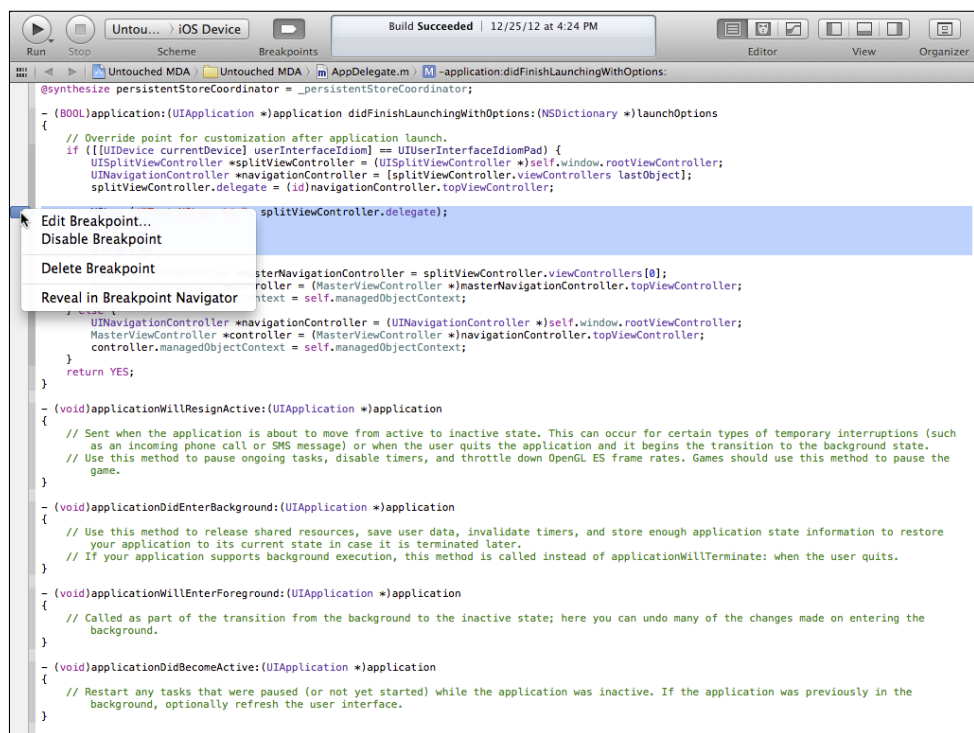 Untou... 〉iOS Device
Build Succeeded | 12/25/12 at 4:24 PM
Run Stop Scheme Breakpoints Editor View Organizer
Untouched MDA 〉 Untouched MDA 〉 m AppDelegate.m 〉 M -application:didFinishLaunchingWithOptions:
@synthesize persistentStoreCoordinator = _persistentStoreCoordinator;
- (BOOL)application:(UIApplication *)application didFinishLaunchingWithOptions:(NSDictionary *)launchOptions
{
// Override point for customization after application launch.
if ([[UIDevice currentDevice] userInterfaceIdiom] == UIUserInterfaceIdiomPad) {
UISplitViewController *splitViewController = (UISplitViewController *)self.window.rootViewController;
UINavigationController *navigationController = [splitViewController.viewControllers lastObject];
splitViewController.delegate = (id)navigationController.topViewController;
splitViewController.delegate);
Edit Breakpoint...
Disable Breakpoint
Delete Breakpoint
sterNavigationController = splitViewController.viewControllers[0];
ler = (MasterViewController *)masterNavigationController.topViewController;
Reveal in Breakpoint Navigator
ntext = self.managedObjectContext;
} else {
UINavigationController *navigationController = (UINavigationController *)self.window.rootViewController;
MasterViewController *controller = (MasterViewController *)navigationController.topViewController;
controller.managedObjectContext = self.managedObjectContext;
}
return YES;
}
- (void)applicationWillResignActive:(UIApplication *)application
{
// Sent when the application is about to move from active to inactive state. This can occur for certain types of temporary interruptions (such
as an incoming phone call or SMS message) or when the user quits the application and it begins the transition to the background state.
// Use this method to pause ongoing tasks, disable timers, and throttle down OpenGL ES frame rates. Games should use this method to pause the
game.
}
- (void)applicationDidEnterBackground:(UIApplication *)application
{
// Use this method to release shared resources, save user data, invalidate timers, and store enough application state information to restore
your application to its current state in case it is terminated later.
// If your application supports background execution, this method is called instead of applicationWillTerminate: when the user quits.
}
- (void)applicationWillEnterForeground:(UIApplication *)application
{
// Called as part of the transition from the background to the inactive state; here you can undo many of the changes made on entering the
background.
}
- (void)applicationDidBecomeActive:(UIApplication *)application
{
// Restart any tasks that were paused (or not yet started) while the application was inactive. If the application was previously in the
background, optionally refresh the user interface.
}